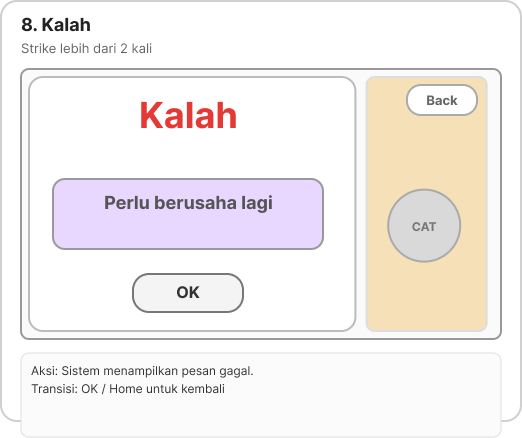 8. Kalah
Strike lebih dari 2 kali
Kalah
Back
Perlu berusaha lagi
CAT
OK
Aksi: Sistem menampilkan pesan gagal.
Transisi: OK / Home untuk kembali